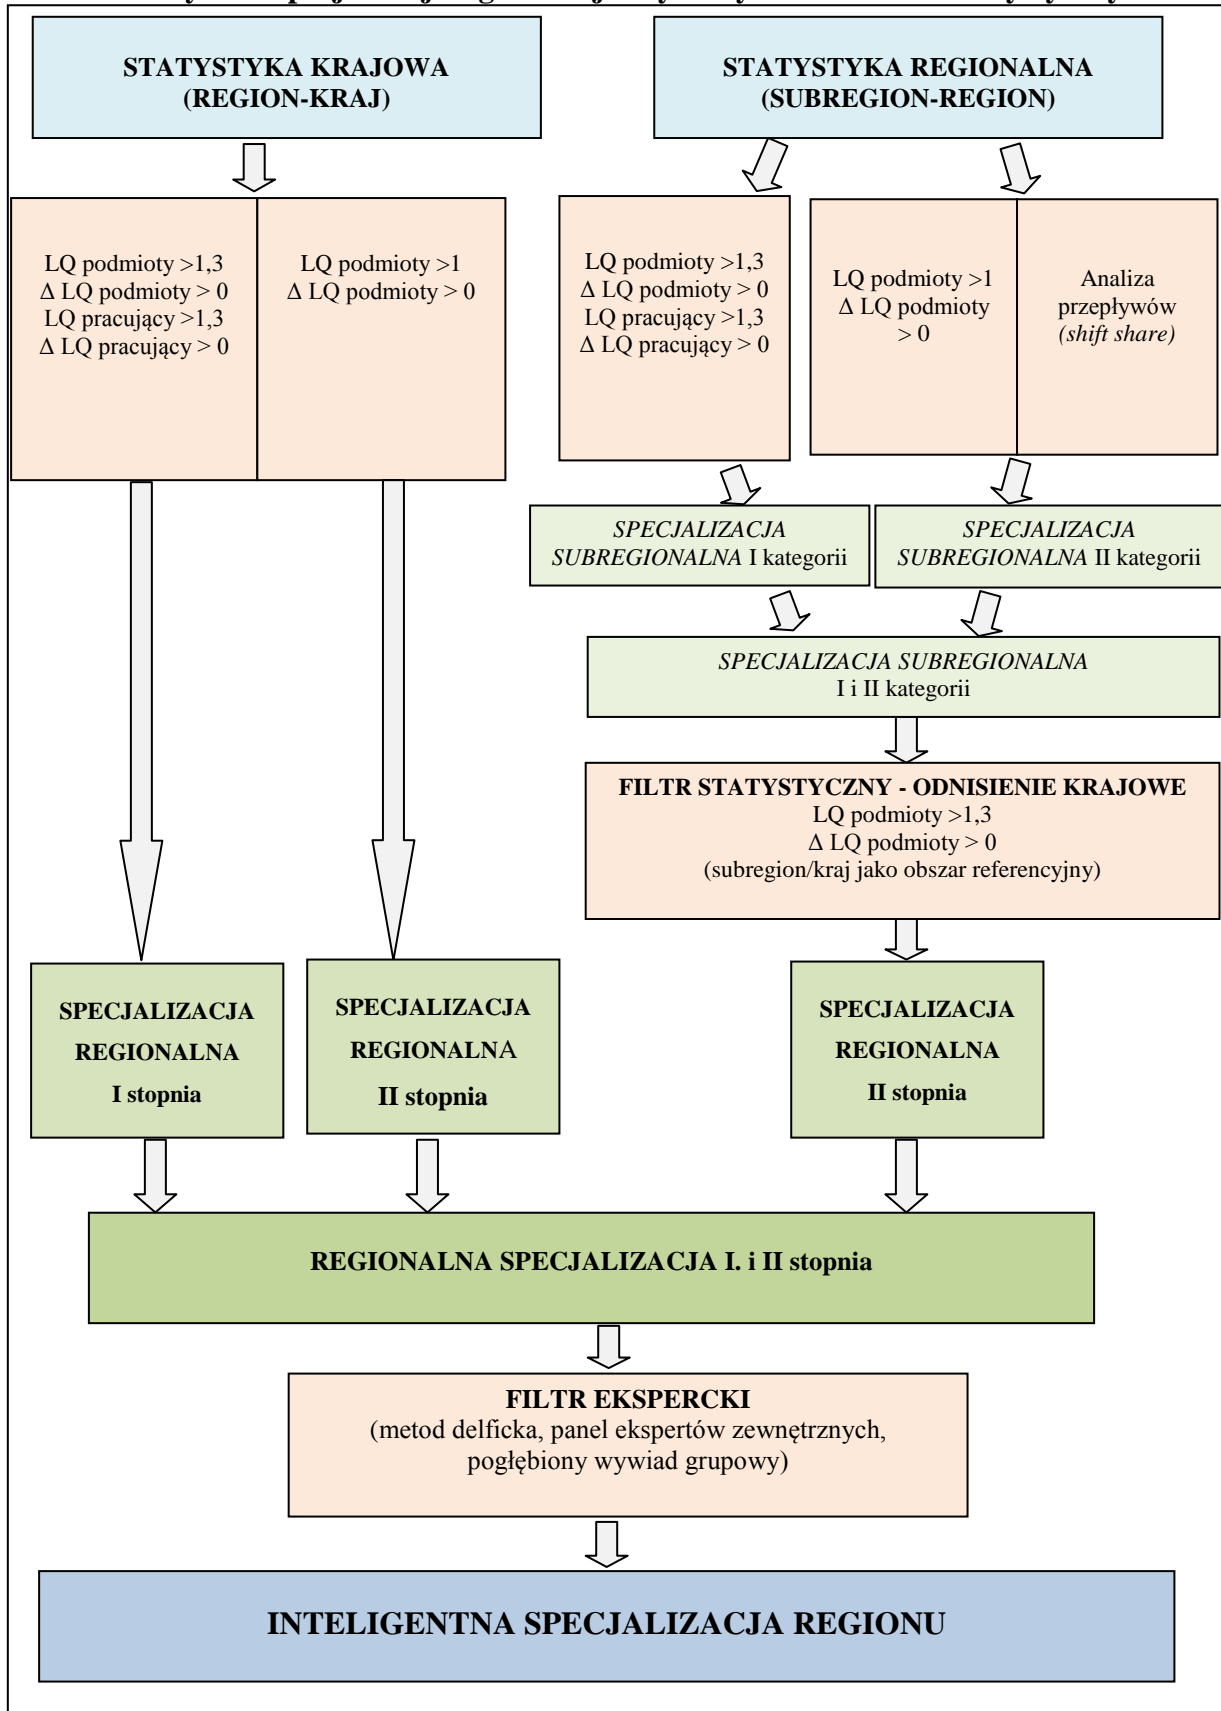 STATYSTYKA KRAJOWA
(REGION-KRAJ)
STATYSTYKA REGIONALNA
(SUBREGION-REGION)
LQ podmioty >1,3
Δ LQ podmioty > 0
LQ pracujący >1,3
Δ LQ pracujący > 0
LQ podmioty >1
Δ LQ podmioty > 0
LQ podmioty >1,3
Δ LQ podmioty > 0
LQ pracujący >1,3
Δ LQ pracujący > 0
LQ podmioty >1
Δ LQ podmioty
> 0
Analiza
przepływów
(shift share)
SPECJALIZACJA
SUBREGIONALNA I kategorii
SPECJALIZACJA
SUBREGIONALNA II kategorii
SPECJALIZACJA SUBREGIONALNA
I i II kategorii
FILTR STATYSTYCZNY - ODNISIENIE KRAJOWE
LQ podmioty >1,3
Δ LQ podmioty > 0
(subregion/kraj jako obszar referencyjny)
SPECJALIZACJA
REGIONALNA
I stopnia
SPECJALIZACJA
REGIONALNA
II stopnia
SPECJALIZACJA
REGIONALNA
II stopnia
REGIONALNA SPECJALIZACJA I. i II stopnia
FILTR EKSPERCKI
(metod delficka, panel ekspertów zewnętrznych,
pogłębiony wywiad grupowy)
INTELIGENTNA SPECJALIZACJA REGIONU